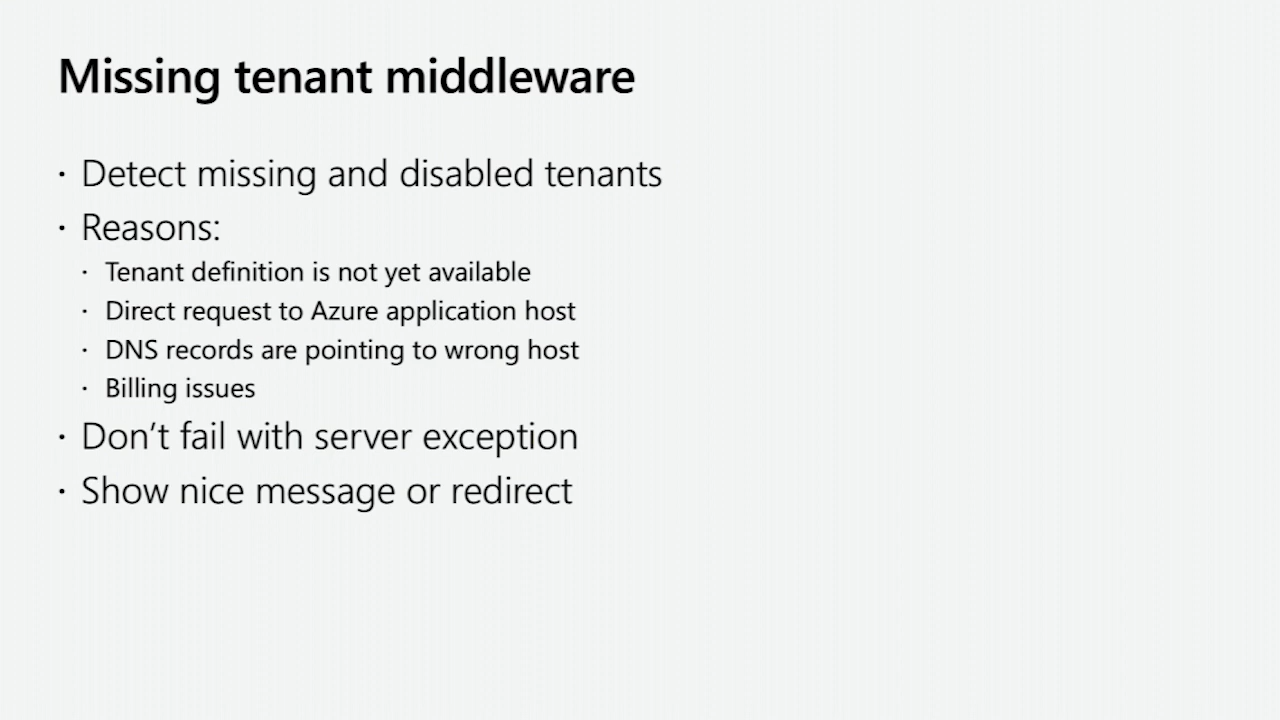 Missing tenant middleware
· Detect missing and disabled tenants
· Reasons:
· Tenant definition is not yet available
· Direct request to Azure application host
· DNS records are pointing to wrong host
· Billing issues
· Don’t fail with server exception
· Show nice message or redirect